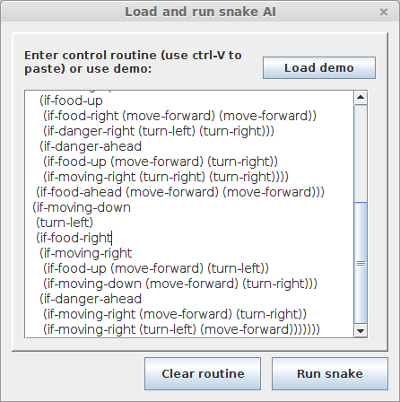 Load and run snake AI
Enter control routine (use ctrl-V to
paste) or use demo:
Load demo
(if-food-up
(if-food-right (move-forward) (move-forward))
(if-danger-right (turn-left) (turn-right)))
(if-danger-ahead
(if-food-up (move-forward) (turn-right))
(if-moving-right (turn-right) (turn-right))))
(if-food-ahead (move-forward) (move-forward)))
(if-moving-down
(turn-left)
(if-food-right
(if-moving-right
(if-food-up (move-forward) (turn-left))
(if-moving-down (move-forward) (turn-right)))
(if-danger-ahead
(if-moving-right (move-forward) (turn-right))
(if-moving-right (turn-left) (move-forward)))))))
Clear routine
Run snake